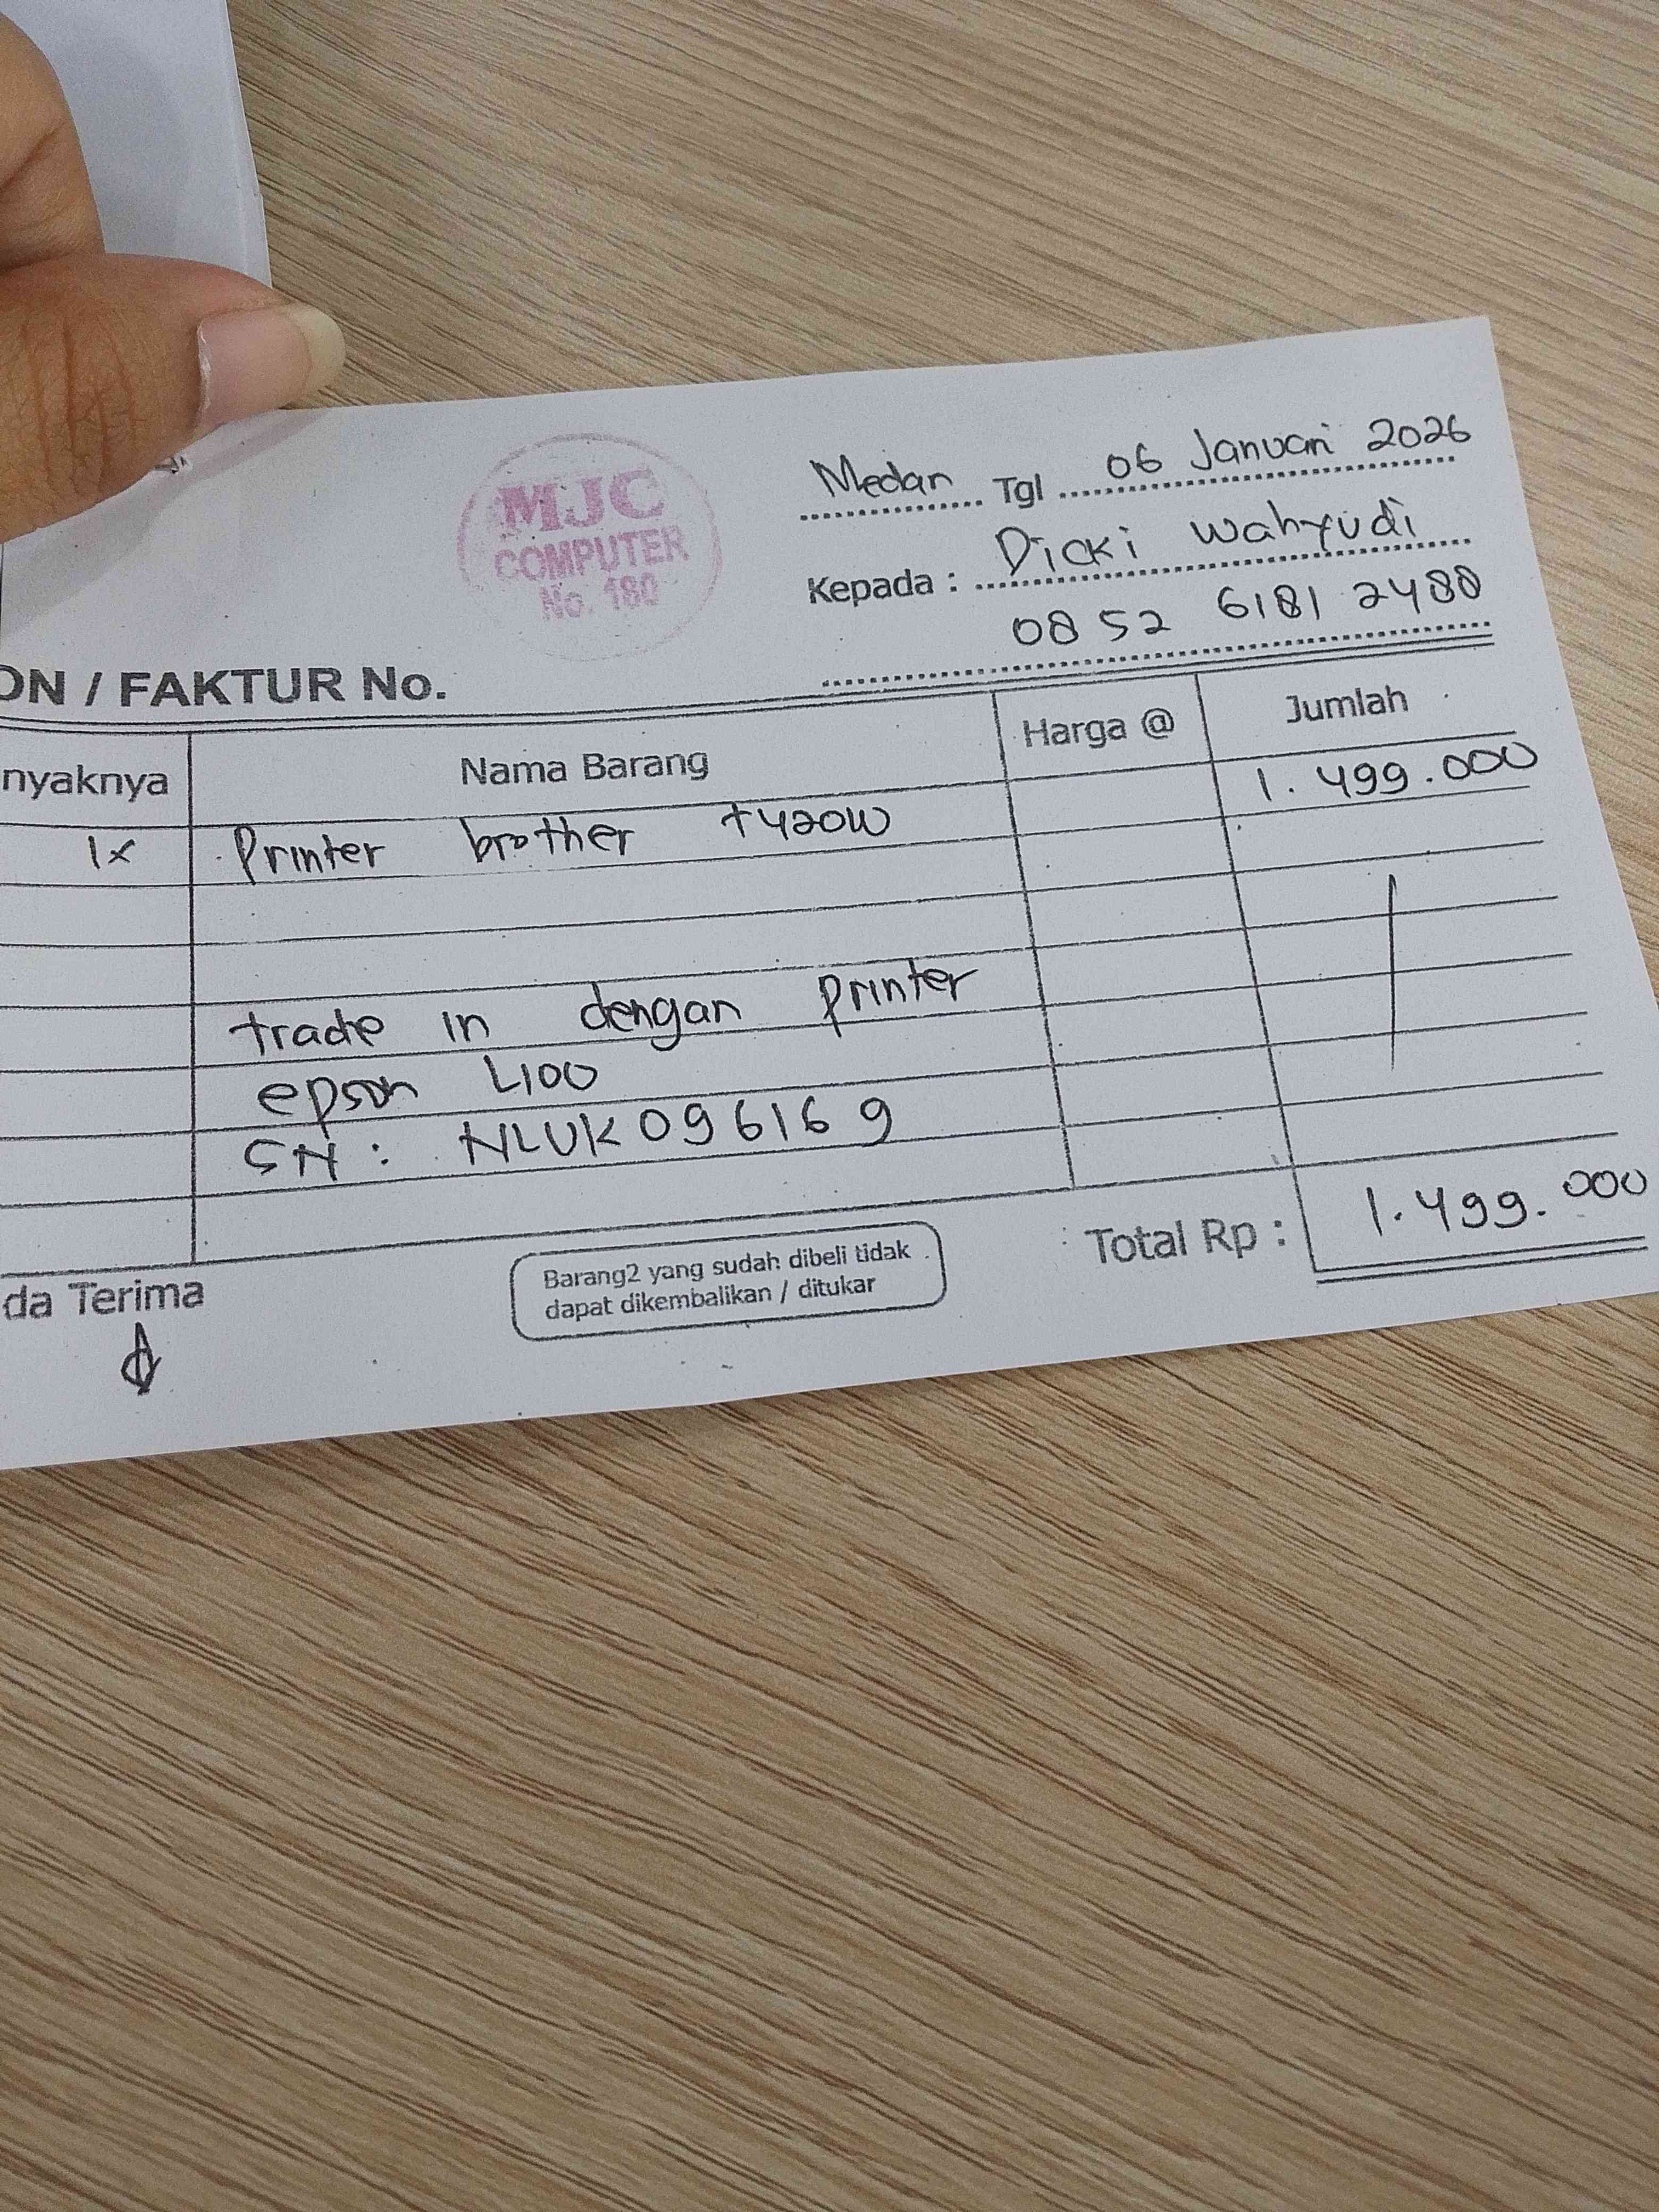 MJC
COMPUTER
No. 180
Medan Tgl 06 Januari 2026
Kepada : Dicki Wahyudi
0852 6181 2488
ON / FAKTUR No.
nyaknya Nama Barang Harga @ Jumlah
1x Printer brother t420W 1.499.000
trade in dengan Printer
epson L100
SN: NLUK096169
Total Rp : 1.499.000
da Terima
Barang2 yang sudah dibeli tidak
dapat dikembalikan / ditukar